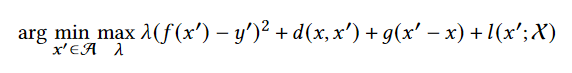 arg min max λ(f(x′) − y′)² + d(x, x′) + g(x′ − x) + l(x′; 𝒳)
x′∈𝒜 λ